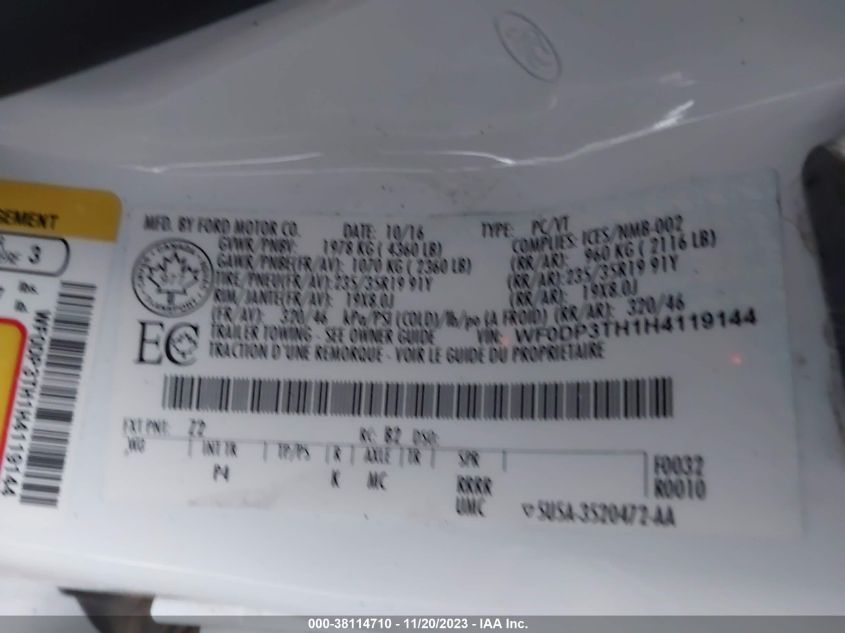 MFD. BY FORD MOTOR CO. DATE: 10/16 TYPE: PC/VT
GVWR/PNBV: 1978 KG ( 4360 LB) COMPLIES: ICES/NMB-002
GAWR/PNBE(FR/AV): 1070 KG ( 2360 LB) (RR/AR): 960 KG ( 2116 LB)
TIRE/PNEU(FR/AV): 235/35R19 91Y (RR/AR): 235/35R19 91Y
RIM/JANTE(FR/AV): 19X8.0J (RR/AR): 19X8.0J
(FR/AV): 320/46 kPa/PSI (COLD)/lb/po (A FROID) (RR/AR): 320/46
TRAILER TOWING - SEE OWNER GUIDE VIN: WF0DP3TH1H4119144
TRACTION D'UNE REMORQUE - VOIR LE GUIDE DU PROPRIETAIRE
EC
EXT PNT: Z2 RC: B2 DSO:
WB INT TR TP/PS R AXLE TR SPR F0032
P4 K MC RRRR R0010
UMC 5U5A-3520472-AA
GEMENT
3
lbs.
lb.
WF0DP3TH1H4119144
000-38114710 - 11/20/2023 - IAA Inc.